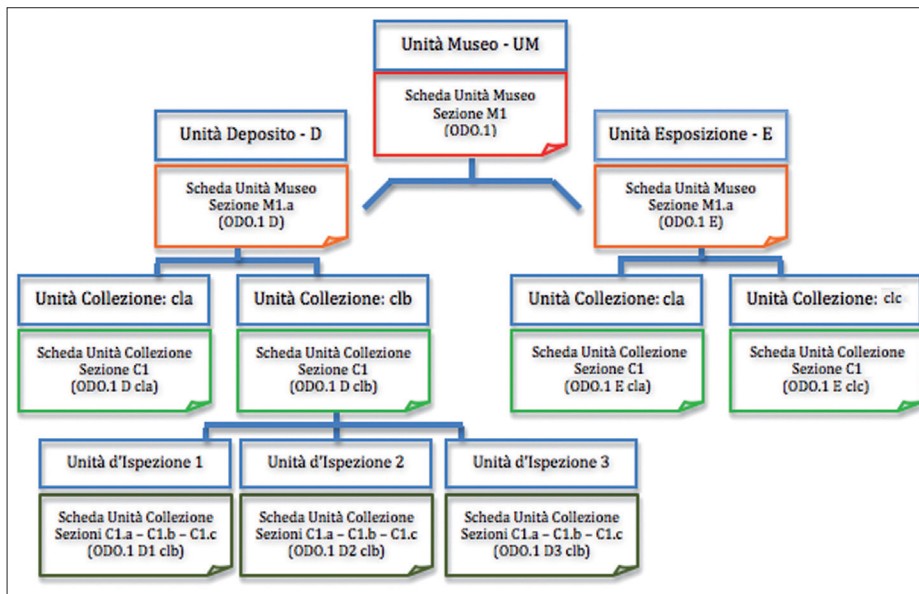 Unità Museo - UM
Scheda Unità Museo
Sezione M1
(ODO.1)
Unità Deposito - D
Scheda Unità Museo
Sezione M1.a
(ODO.1 D)
Unità Esposizione - E
Scheda Unità Museo
Sezione M1.a
(ODO.1 E)
Unità Collezione: cla
Scheda Unità Collezione
Sezione C1
(ODO.1 D cla)
Unità Collezione: clb
Scheda Unità Collezione
Sezione C1
(ODO.1 D clb)
Unità Collezione: cla
Scheda Unità Collezione
Sezione C1
(ODO.1 E cla)
Unità Collezione: clc
Scheda Unità Collezione
Sezione C1
(ODO.1 E clc)
Unità d'Ispezione 1
Scheda Unità Collezione
Sezioni C1.a – C1.b – C1.c
(ODO.1 D1 clb)
Unità d'Ispezione 2
Scheda Unità Collezione
Sezioni C1.a – C1.b – C1.c
(ODO.1 D2 clb)
Unità d'Ispezione 3
Scheda Unità Collezione
Sezioni C1.a – C1.b – C1.c
(ODO.1 D3 clb)